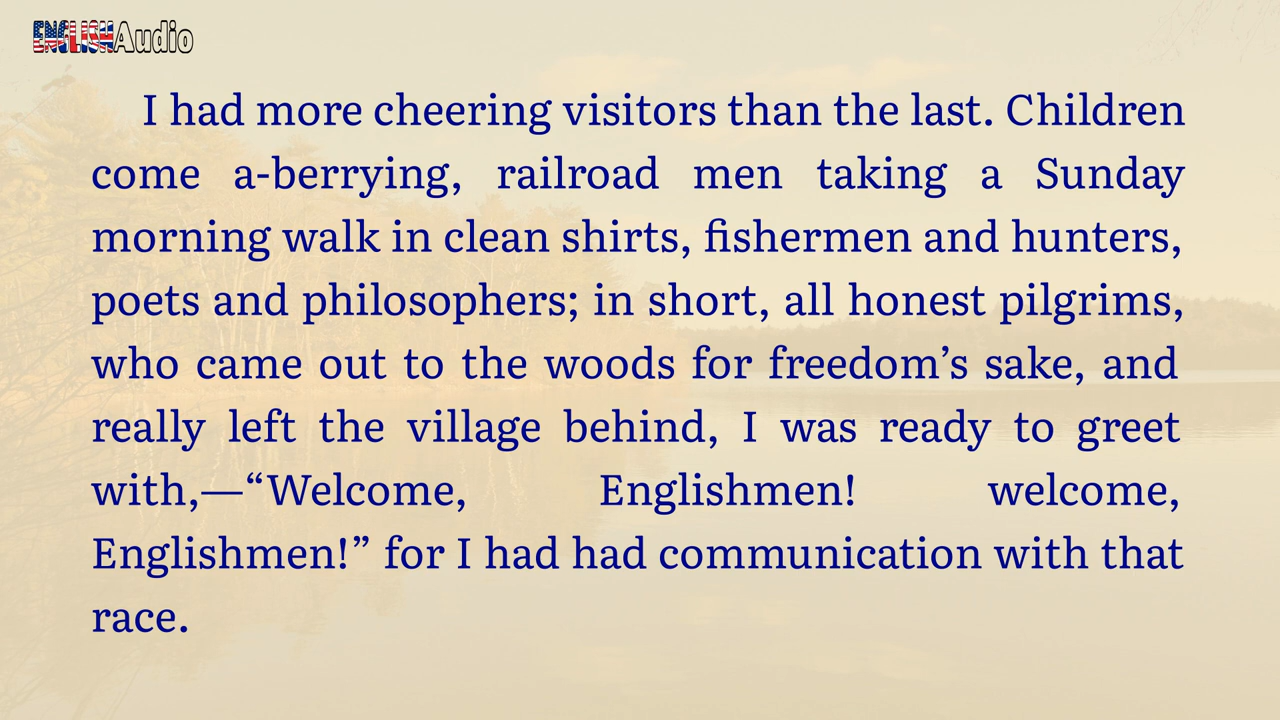 ENGLISHAudio
I had more cheering visitors than the last. Children
come a-berrying, railroad men taking a Sunday
morning walk in clean shirts, fishermen and hunters,
poets and philosophers; in short, all honest pilgrims,
who came out to the woods for freedom’s sake, and
really left the village behind, I was ready to greet
with,—“Welcome, Englishmen! welcome,
Englishmen!” for I had had communication with that
race.